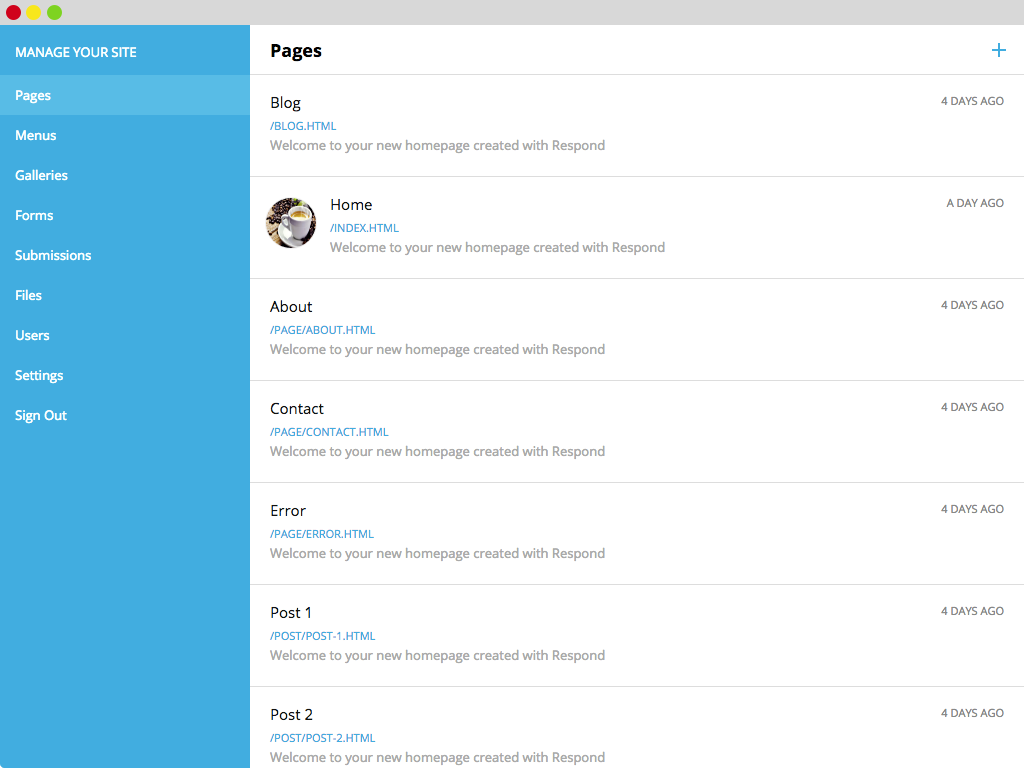 MANAGE YOUR SITE
Pages
Menus
Galleries
Forms
Submissions
Files
Users
Settings
Sign Out
Pages
Blog
4 DAYS AGO
/BLOG.HTML
Welcome to your new homepage created with Respond
Home
A DAY AGO
/INDEX.HTML
Welcome to your new homepage created with Respond
About
4 DAYS AGO
/PAGE/ABOUT.HTML
Welcome to your new homepage created with Respond
Contact
4 DAYS AGO
/PAGE/CONTACT.HTML
Welcome to your new homepage created with Respond
Error
4 DAYS AGO
/PAGE/ERROR.HTML
Welcome to your new homepage created with Respond
Post 1
4 DAYS AGO
/POST/POST-1.HTML
Welcome to your new homepage created with Respond
Post 2
4 DAYS AGO
/POST/POST-2.HTML
Welcome to your new homepage created with Respond